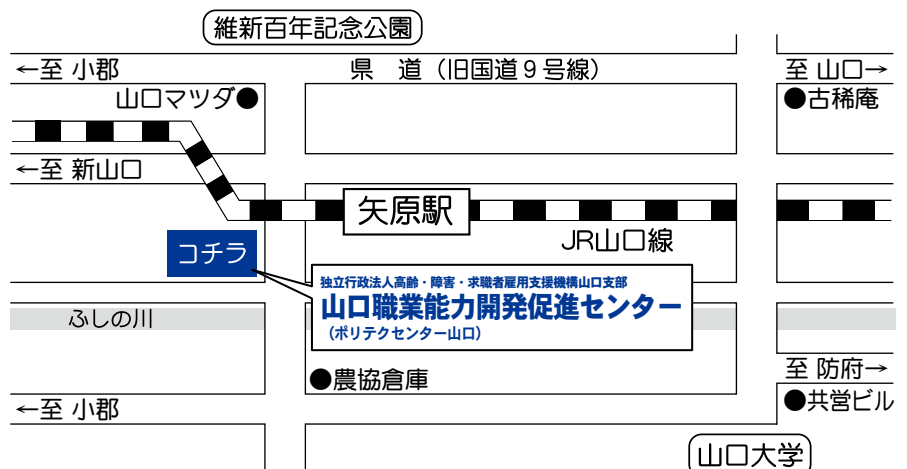 維新百年記念公園
←至 小郡
県 道（旧国道9号線）
至 山口→
山口マツダ●
●古稀庵
←至 新山口
矢原駅
JR山口線
コチラ
独立行政法人高齢・障害・求職者雇用支援機構山口支部
山口職業能力開発促進センター
（ポリテクセンター山口）
ふしの川
至 防府→
●農協倉庫
●共営ビル
←至 小郡
山口大学